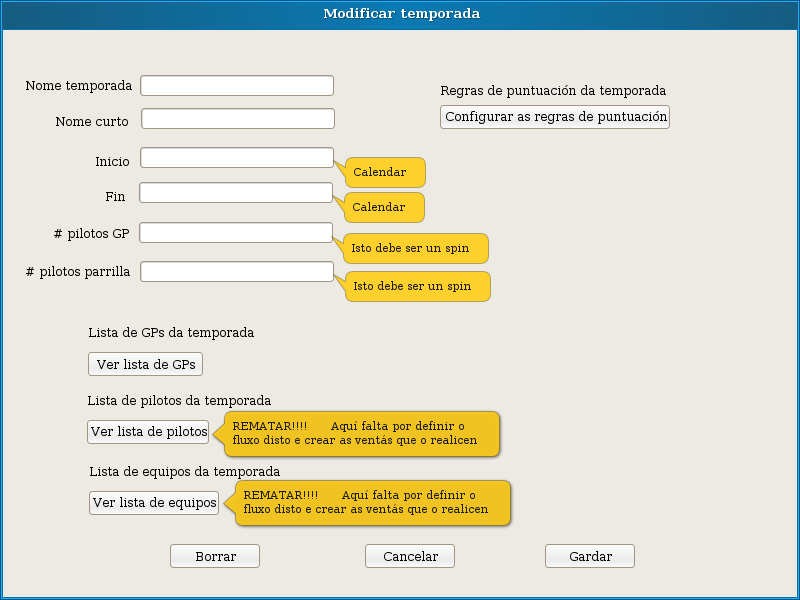 Modificar temporada
Nome temporada
Regras de puntuación da temporada
Configurar as regras de puntuación
Nome curto
Inicio
Calendar
Fin
Calendar
# pilotos GP
Isto debe ser un spin
# pilotos parrilla
Isto debe ser un spin
Lista de GPs da temporada
Ver lista de GPs
Lista de pilotos da temporada
Ver lista de pilotos
REMATAR!!!! Aquí falta por definir o
fluxo disto e crear as ventás que o realicen
Lista de equipos da temporada
Ver lista de equipos
REMATAR!!!! Aquí falta por definir o
fluxo disto e crear as ventás que o realicen
Borrar
Cancelar
Gardar